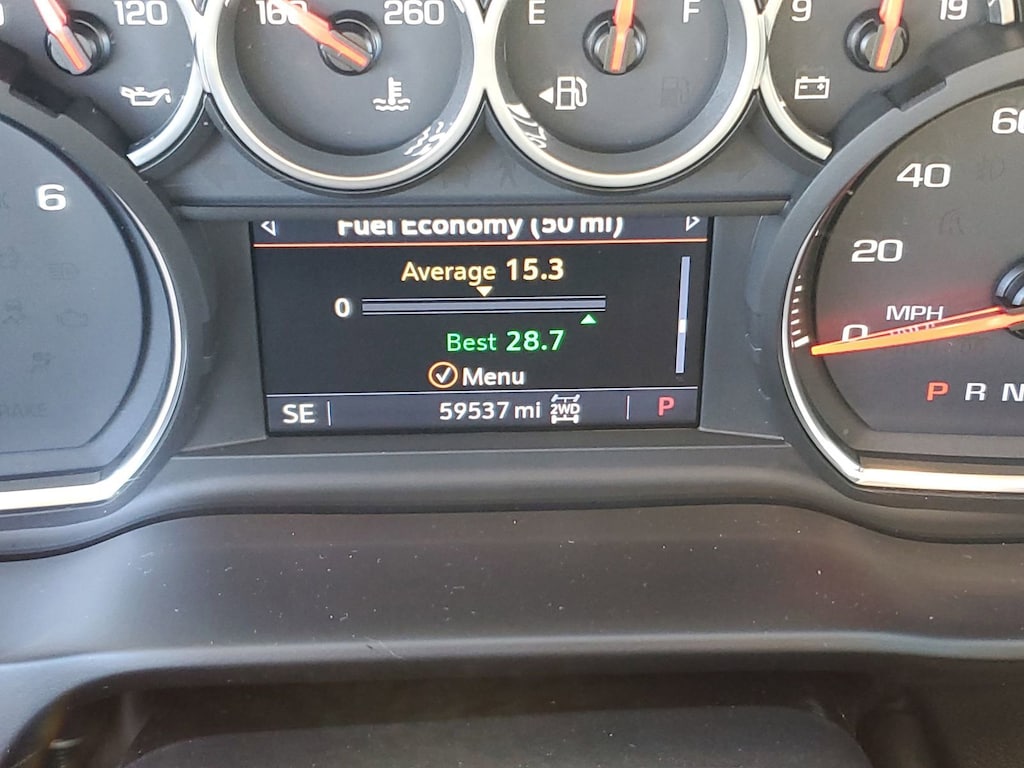 120
160
260
E
F
9
19
6
60
40
20
MPH
0
Fuel Economy (50 mi)
Average 15.3
0
Best 28.7
Menu
SE
59537 mi
2WD
P
P R N